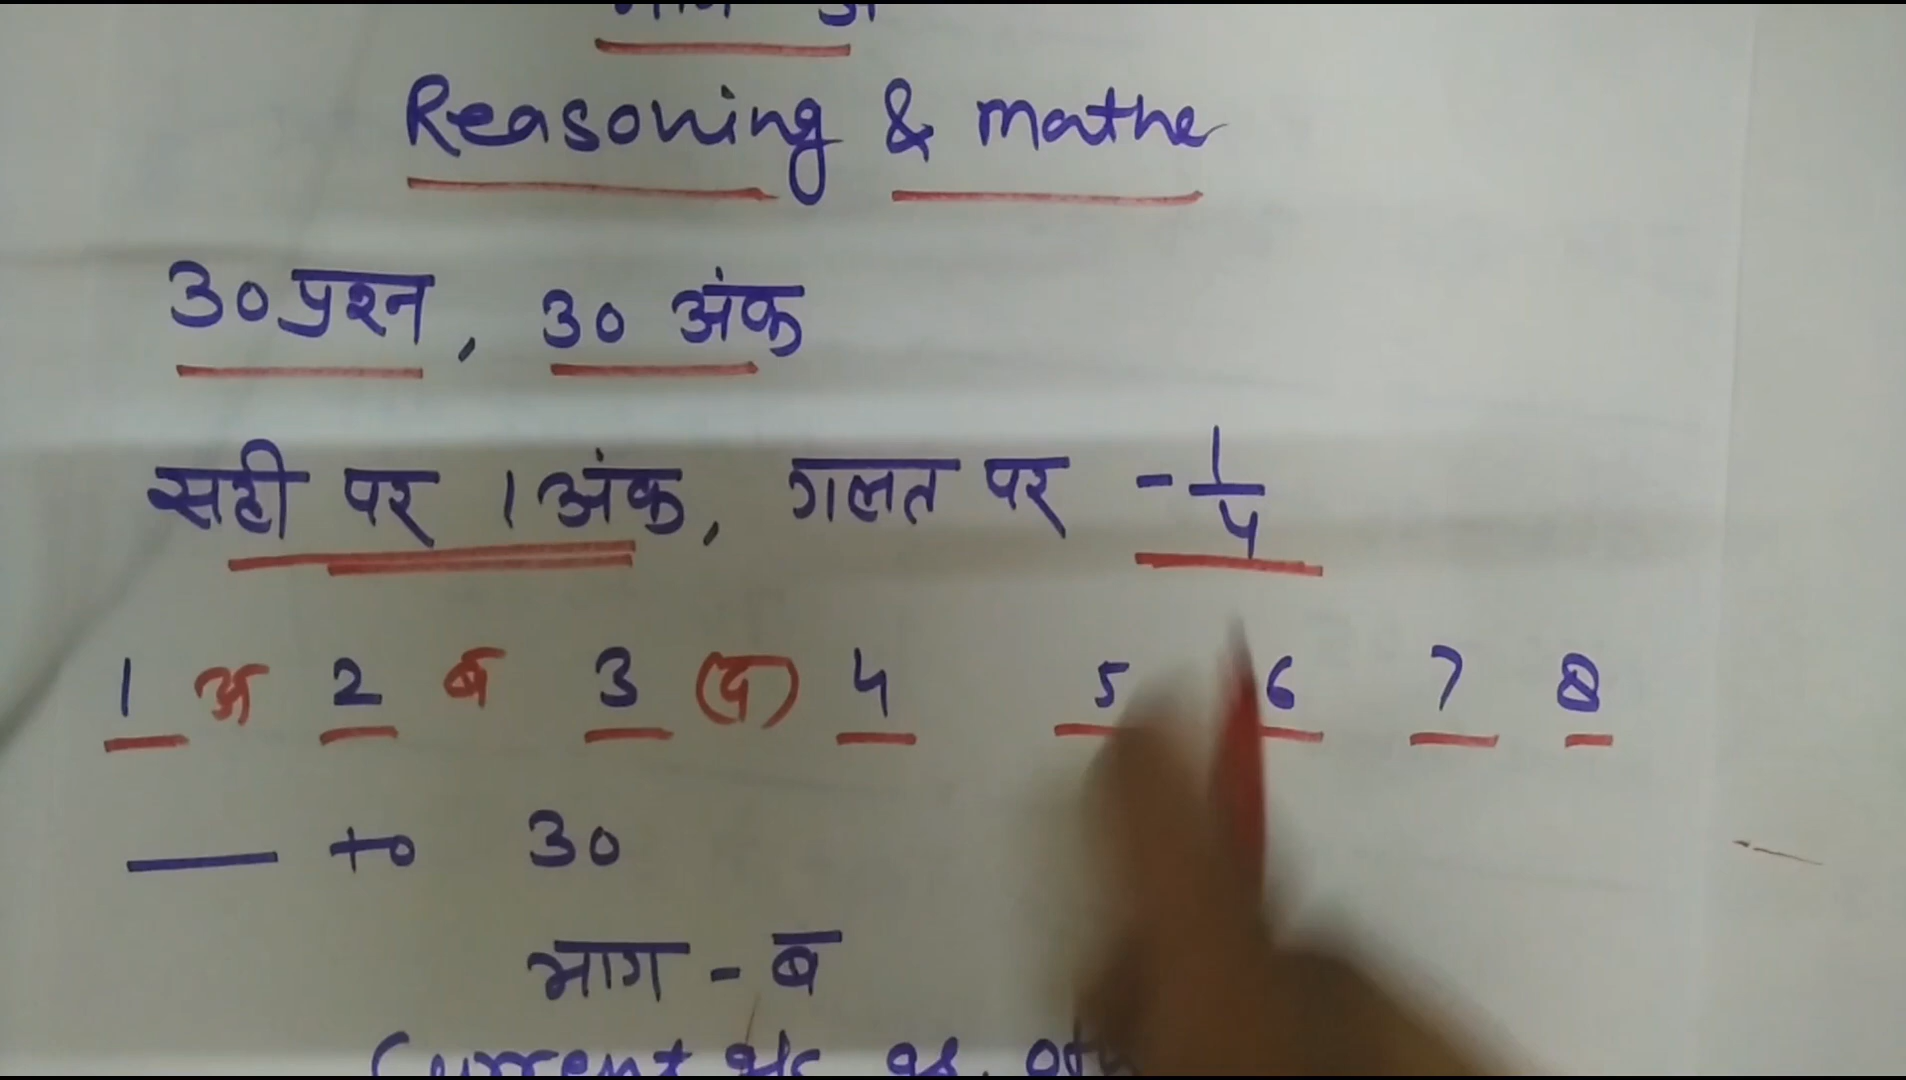 भाग अ
Reasoning & mathe
30 प्रश्न, 30 अंक
सही पर 1 अंक, गलत पर - 1/4
1 अ 2 ब 3 (द) 4 5 6 7 8
— to 30
भाग - ब
Current